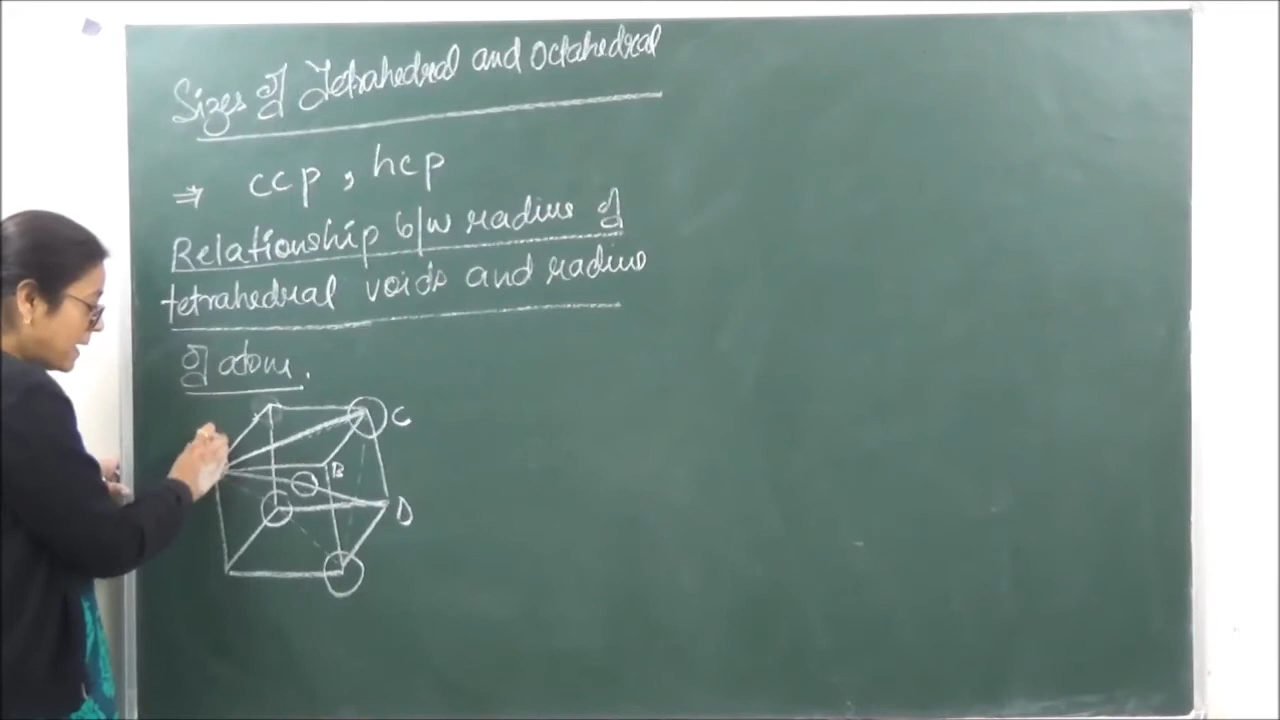 Sizes of Tetrahedral and octahedral
⇒ ccp, hcp
Relationship b/w radius of
tetrahedral voids and radius
of atom.
C
B
D